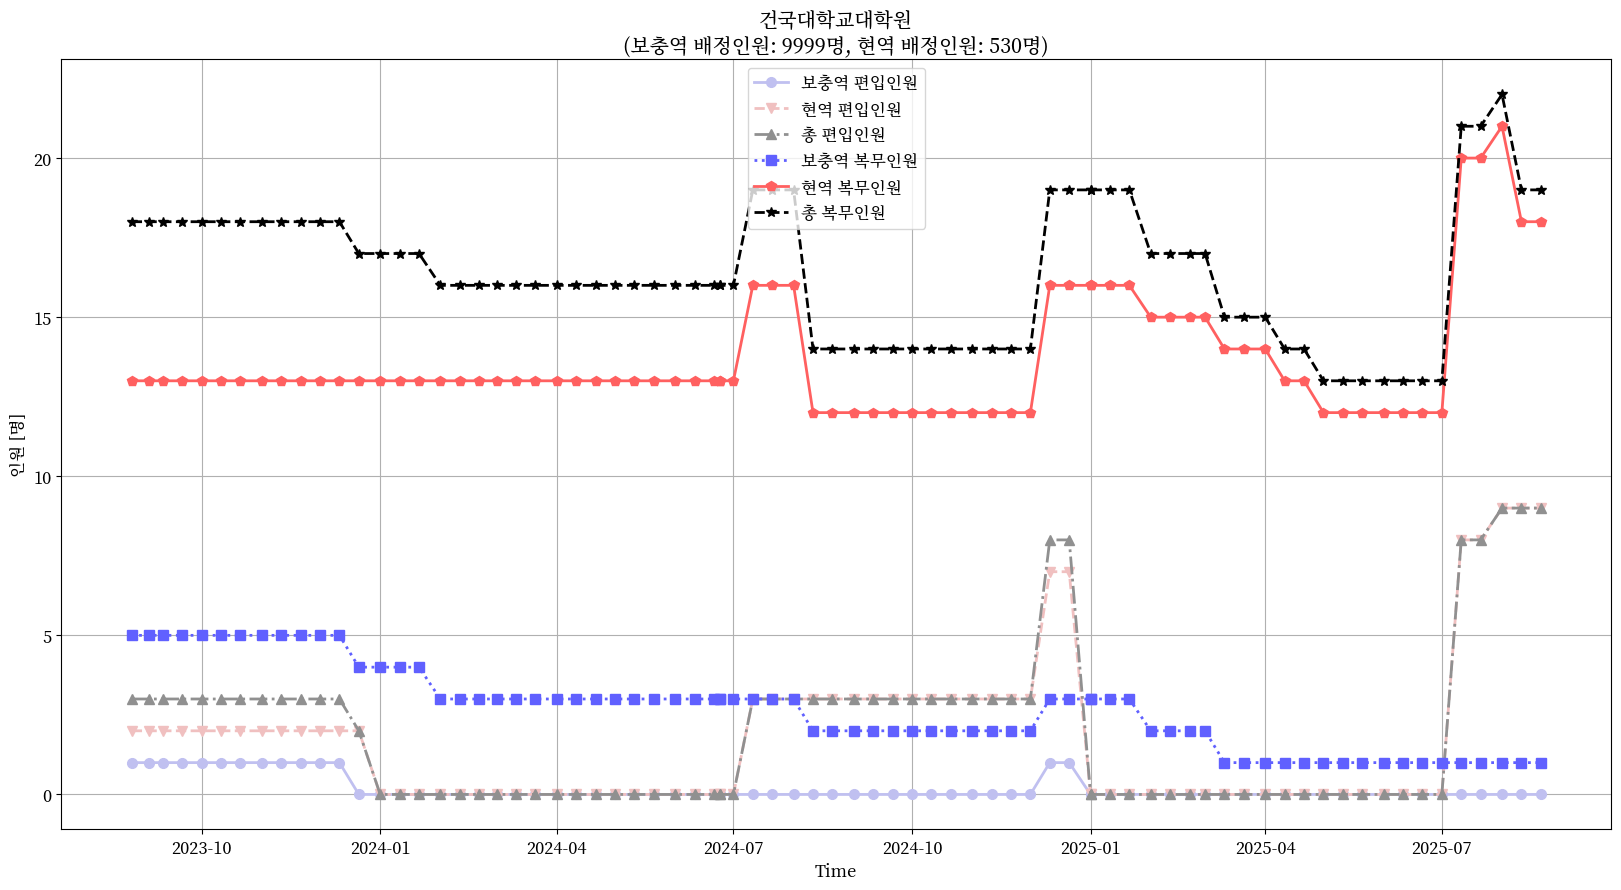 건국대학교대학원
(보충역 배정인원: 9999명, 현역 배정인원: 530명)
보충역 편입인원
현역 편입인원
총 편입인원
보충역 복무인원
현역 복무인원
총 복무인원
인원 [명]
20
15
10
5
0
2023-10
2024-01
2024-04
2024-07
2024-10
2025-01
2025-04
2025-07
Time